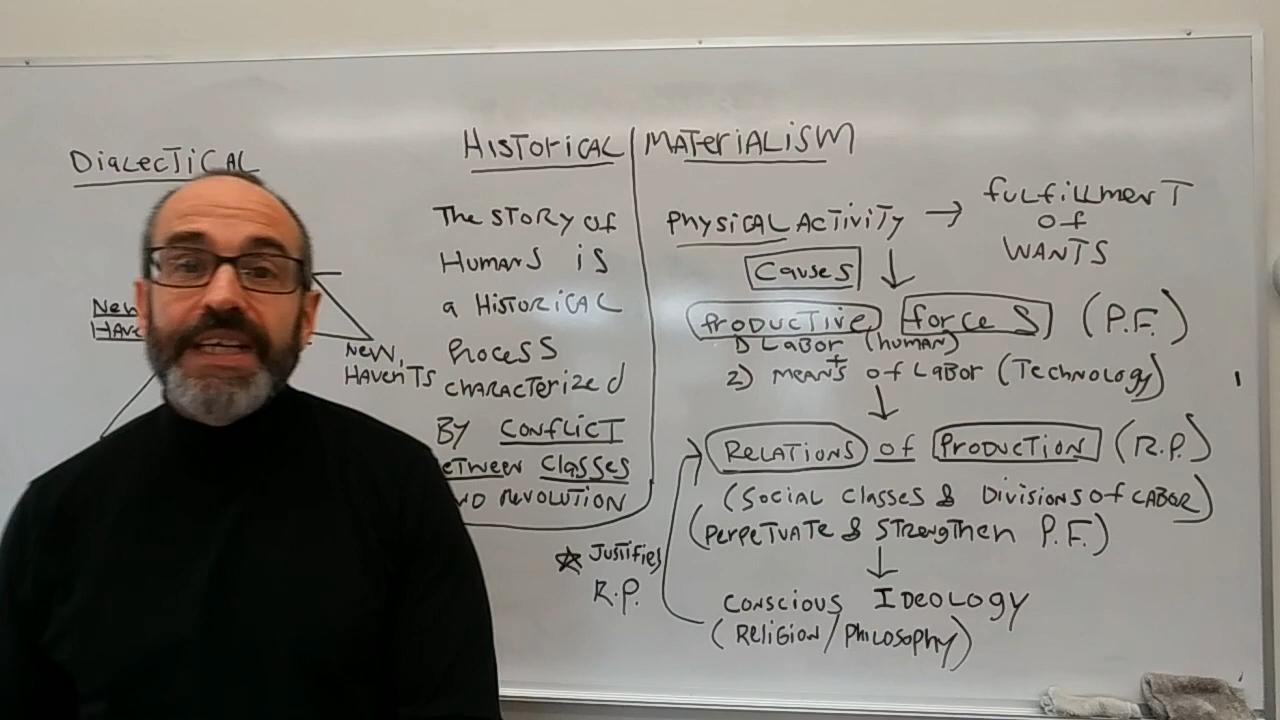 DIALECTICAL
New
HAVE
NEW,
HAVENTS
HISTORICAL
The STORY of
Humans is
a HISTORICAL
PROCESS
CHARACTERIZED
BY CONFLICT
ETWEEN Classes
ND REVOLUTION
MATERIALISM
PHYSICAL ACTIVITY → fulfillmenT
of
WANTS
Causes
PRODUCTIVE forceS (P.F.)
1) LABOR (human)
+
2) MEANS of LABOR (Technology)
RELATIONS of PRODUCTION (R.P.)
(Social Classes & Divisions of LABOR)
(PERPETUATE & STRengthen P.F.)
☆ Justifies
R.P.
CONSCIOUS IDEOLOGY
(RELIGION/PHILOSOPHY)